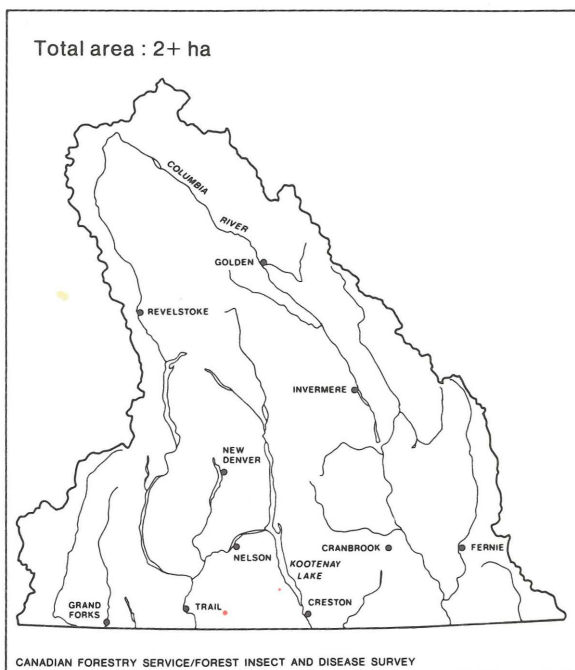 Total area : 2+ ha
COLUMBIA
RIVER
GOLDEN
REVELSTOKE
INVERMERE
NEW
DENVER
NELSON
KOOTENAY
LAKE
CRANBROOK
FERNIE
GRAND
FORKS
TRAIL
CRESTON
CANADIAN FORESTRY SERVICE/FOREST INSECT AND DISEASE SURVEY